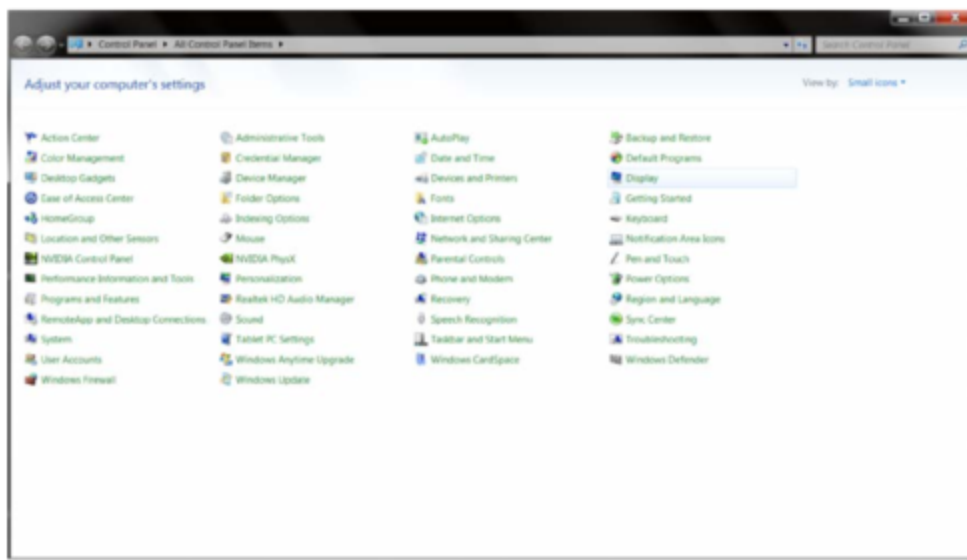 Control Panel All Control Panel Items Search Control Panel
Adjust your computer's settings View by: Small icons
Action Center Administrative Tools AutoPlay Backup and Restore
Color Management Credential Manager Date and Time Default Programs
Desktop Gadgets Device Manager Devices and Printers Display
Ease of Access Center Folder Options Fonts Getting Started
HomeGroup Indexing Options Internet Options Keyboard
Location and Other Sensors Mouse Network and Sharing Center Notification Area Icons
NVIDIA Control Panel NVIDIA PhysX Parental Controls Pen and Touch
Performance Information and Tools Personalization Phone and Modem Power Options
Programs and Features Realtek HD Audio Manager Recovery Region and Language
RemoteApp and Desktop Connections Sound Speech Recognition Sync Center
System Tablet PC Settings Taskbar and Start Menu Troubleshooting
User Accounts Windows Anytime Upgrade Windows CardSpace Windows Defender
Windows Firewall Windows Update